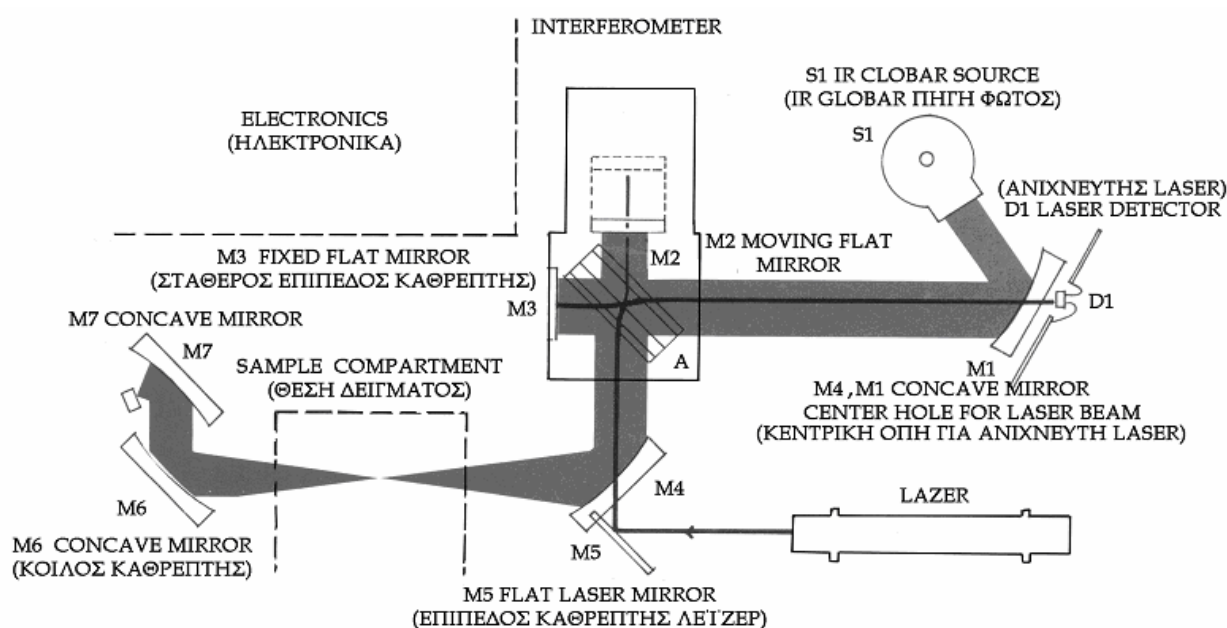 INTERFEROMETER
S1 IR CLOBAR SOURCE
(IR GLOBAR ΠΗΓΗ ΦΩΤΟΣ)
S1
ELECTRONICS
(ΗΛΕΚΤΡΟΝΙΚΑ)
(ΑΝΙΧΝΕΥΤΗΣ LASER)
D1 LASER DETECTOR
M3 FIXED FLAT MIRROR
(ΣΤΑΘΕΡΟΣ ΕΠΙΠΕΔΟΣ ΚΑΘΡΕΠΤΗΣ)
M2
M2 MOVING FLAT
MIRROR
M3
D1
M7 CONCAVE MIRROR
M7
A
M1
SAMPLE COMPARTMENT
(ΘΕΣΗ ΔΕΙΓΜΑΤΟΣ)
M4 ,M1 CONCAVE MIRROR
CENTER HOLE FOR LASER BEAM
(ΚΕΝΤΡΙΚΗ ΟΠΗ ΓΙΑ ΑΝΙΧΝΕΥΤΗ LASER)
M4
LAZER
M6
M5
M6 CONCAVE MIRROR
(ΚΟΙΛΟΣ ΚΑΘΡΕΠΤΗΣ)
M5 FLAT LASER MIRROR
(ΕΠΙΠΕΔΟΣ ΚΑΘΡΕΠΤΗΣ ΛΕΪΖΕΡ)